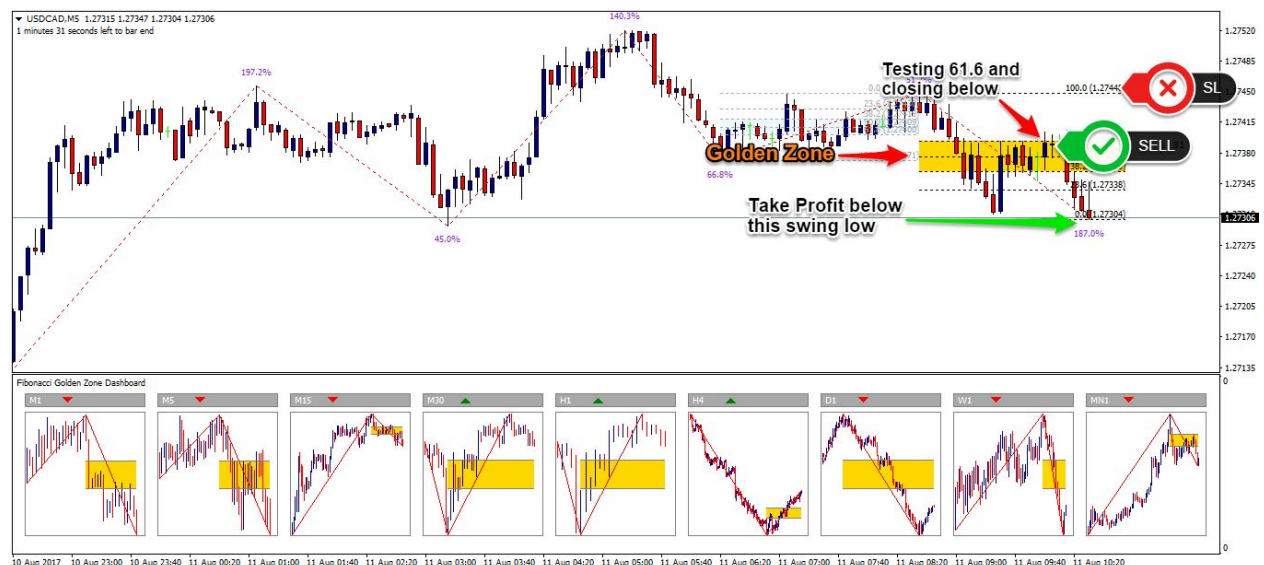 USDCAD,M5 1.27315 1.27347 1.27304 1.27306
1 minutes 31 seconds left to bar end
140.3%
197.2%
45.0%
66.8%
187.0%
Testing 61.6 and
closing below
100.0 (1.2744
SL
SELL
Golden Zone
23.6 (1.27338)
0.0 (1.27304)
Take Profit below
this swing low
1.27520
1.27485
1.27450
1.27415
1.27380
1.27345
1.27306
1.27275
1.27240
1.27205
1.27170
1.27135
Fibonacci Golden Zone Dashboard
0
M1
M5
M15
M30
H1
H4
D1
W1
MN1
0
10 Aug 2017
10 Aug 23:00
10 Aug 23:40
11 Aug 00:20
11 Aug 01:00
11 Aug 01:40
11 Aug 02:20
11 Aug 03:00
11 Aug 03:40
11 Aug 04:20
11 Aug 05:00
11 Aug 05:40
11 Aug 06:20
11 Aug 07:00
11 Aug 07:40
11 Aug 08:20
11 Aug 09:00
11 Aug 09:40
11 Aug 10:20